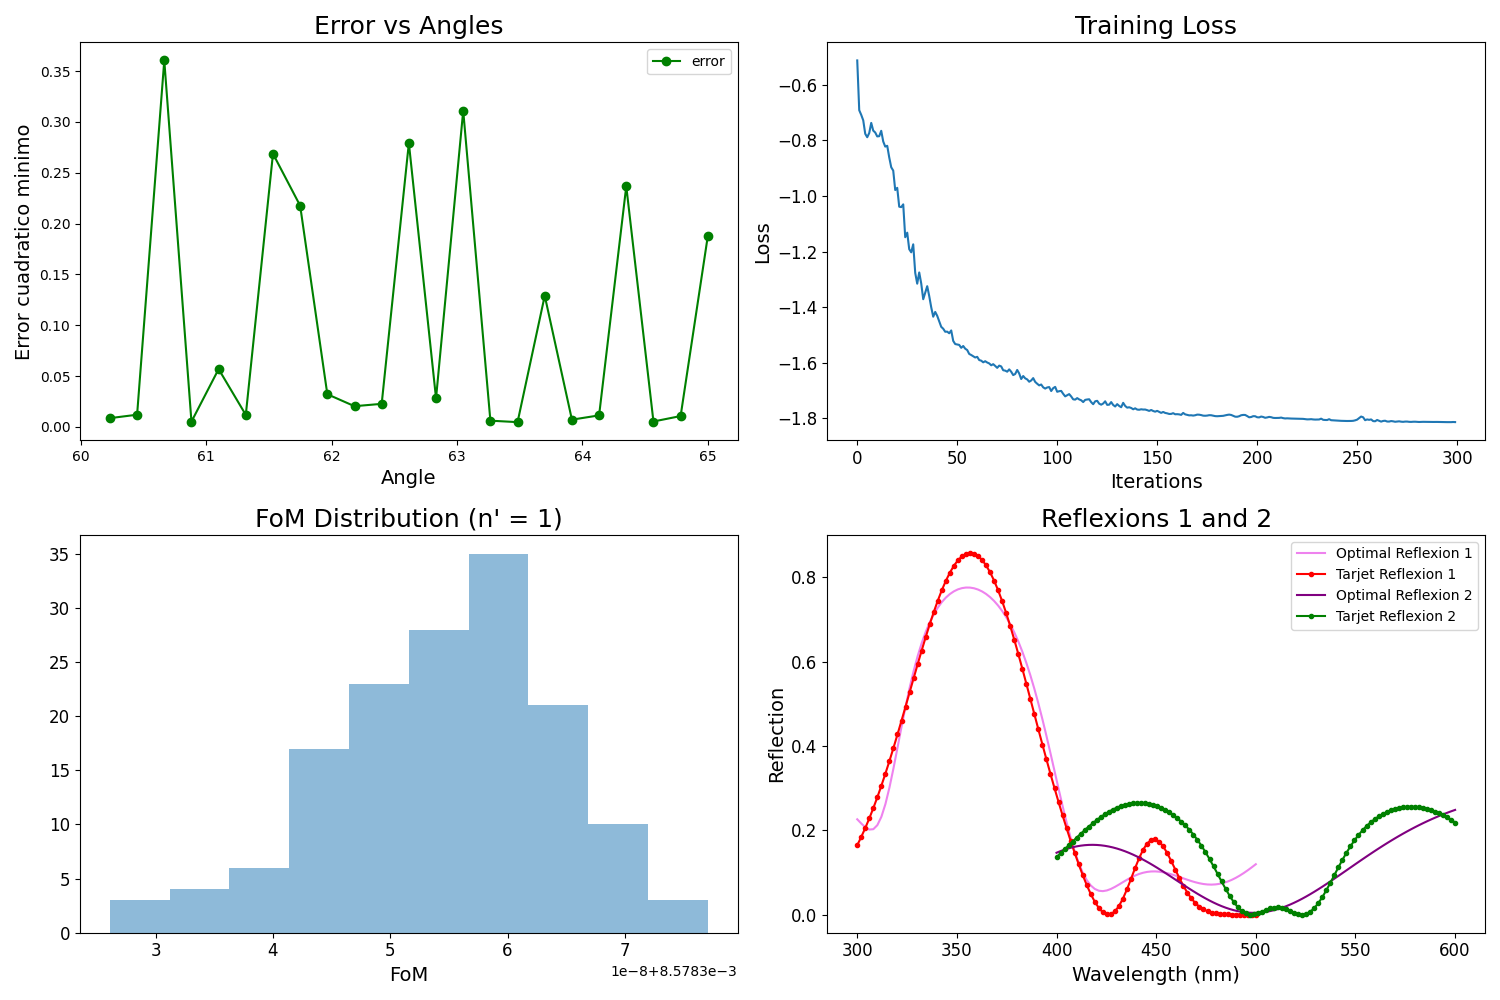 Error vs Angles
error
Error cuadratico minimo
0.35
0.30
0.25
0.20
0.15
0.10
0.05
0.00
60 61 62 63 64 65
Angle
Training Loss
Loss
−0.6
−0.8
−1.0
−1.2
−1.4
−1.6
−1.8
0 50 100 150 200 250 300
Iterations
FoM Distribution (n' = 1)
35
30
25
20
15
10
5
0
3 4 5 6 7
1e−8+8.5783e−3
FoM
Reflexions 1 and 2
Optimal Reflexion 1
Tarjet Reflexion 1
Optimal Reflexion 2
Tarjet Reflexion 2
Reflection
0.8
0.6
0.4
0.2
0.0
300 350 400 450 500 550 600
Wavelength (nm)